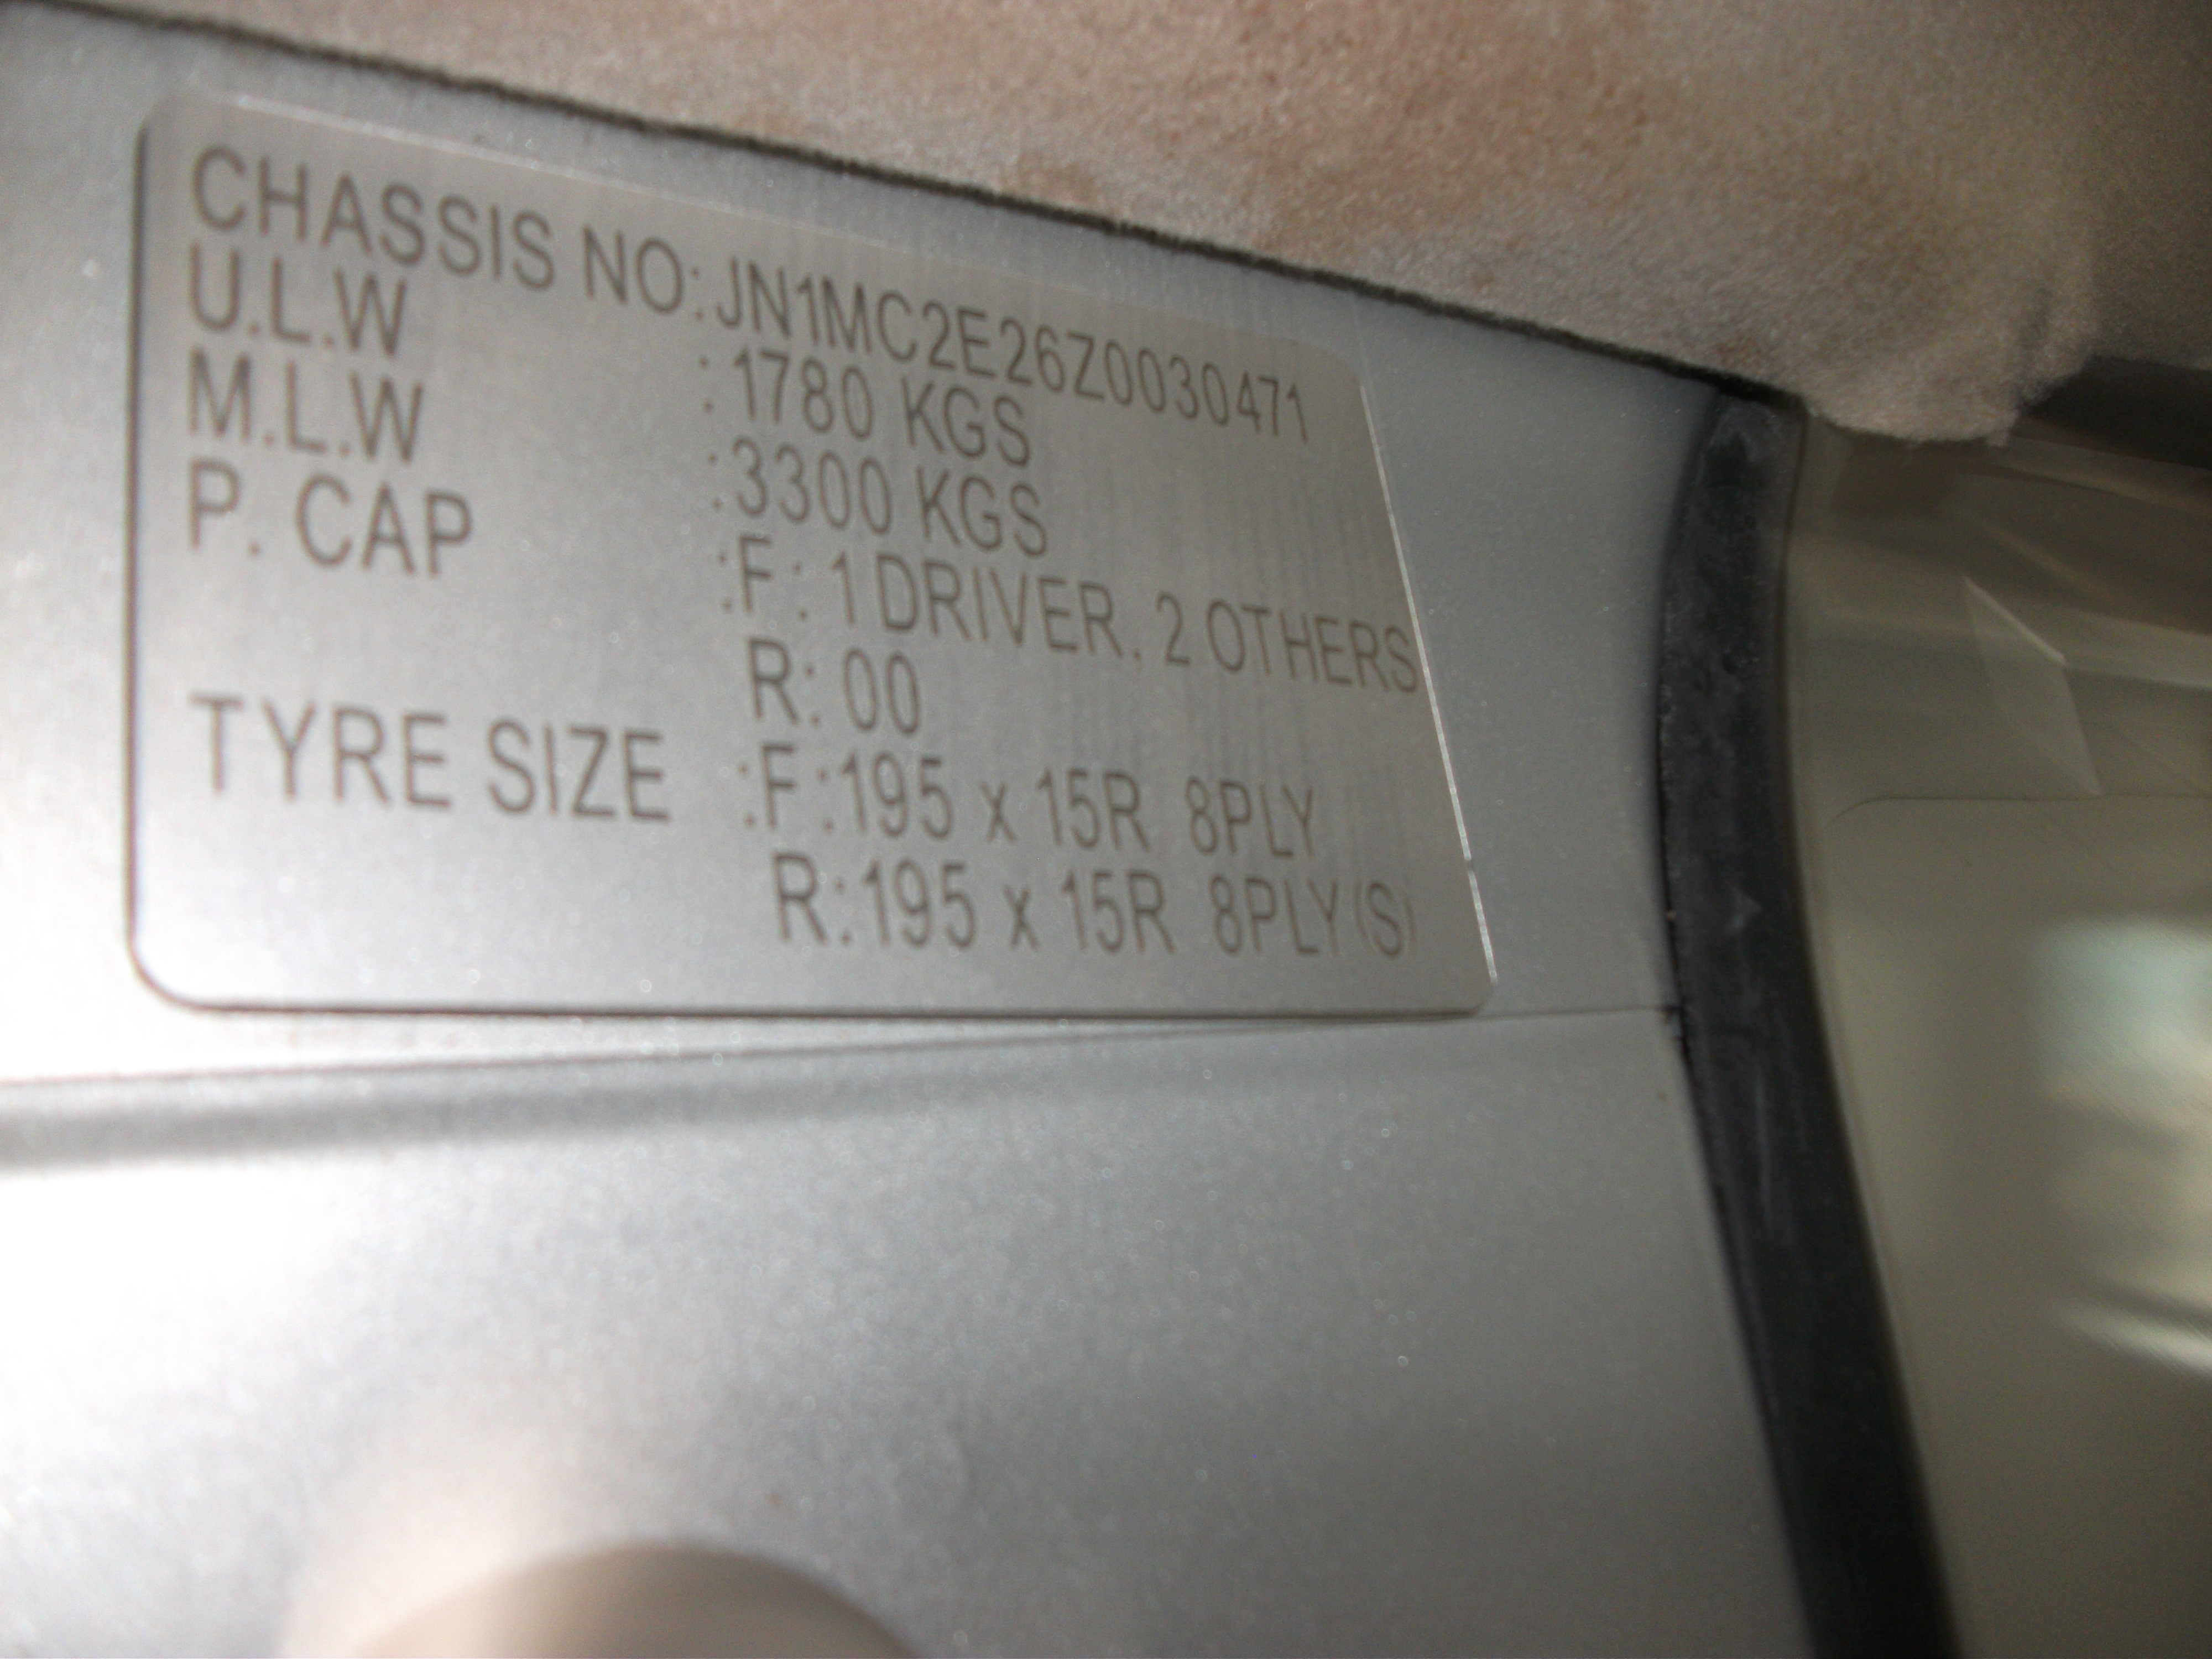 CHASSIS NO: JN1MC2E26Z0030471
U.L.W : 1780 KGS
M.L.W : 3300 KGS
P. CAP :F: 1 DRIVER. 2 OTHERS
R: 00
TYRE SIZE :F :195 x 15R 8PLY
R: 195 x 15R 8PLY (S)